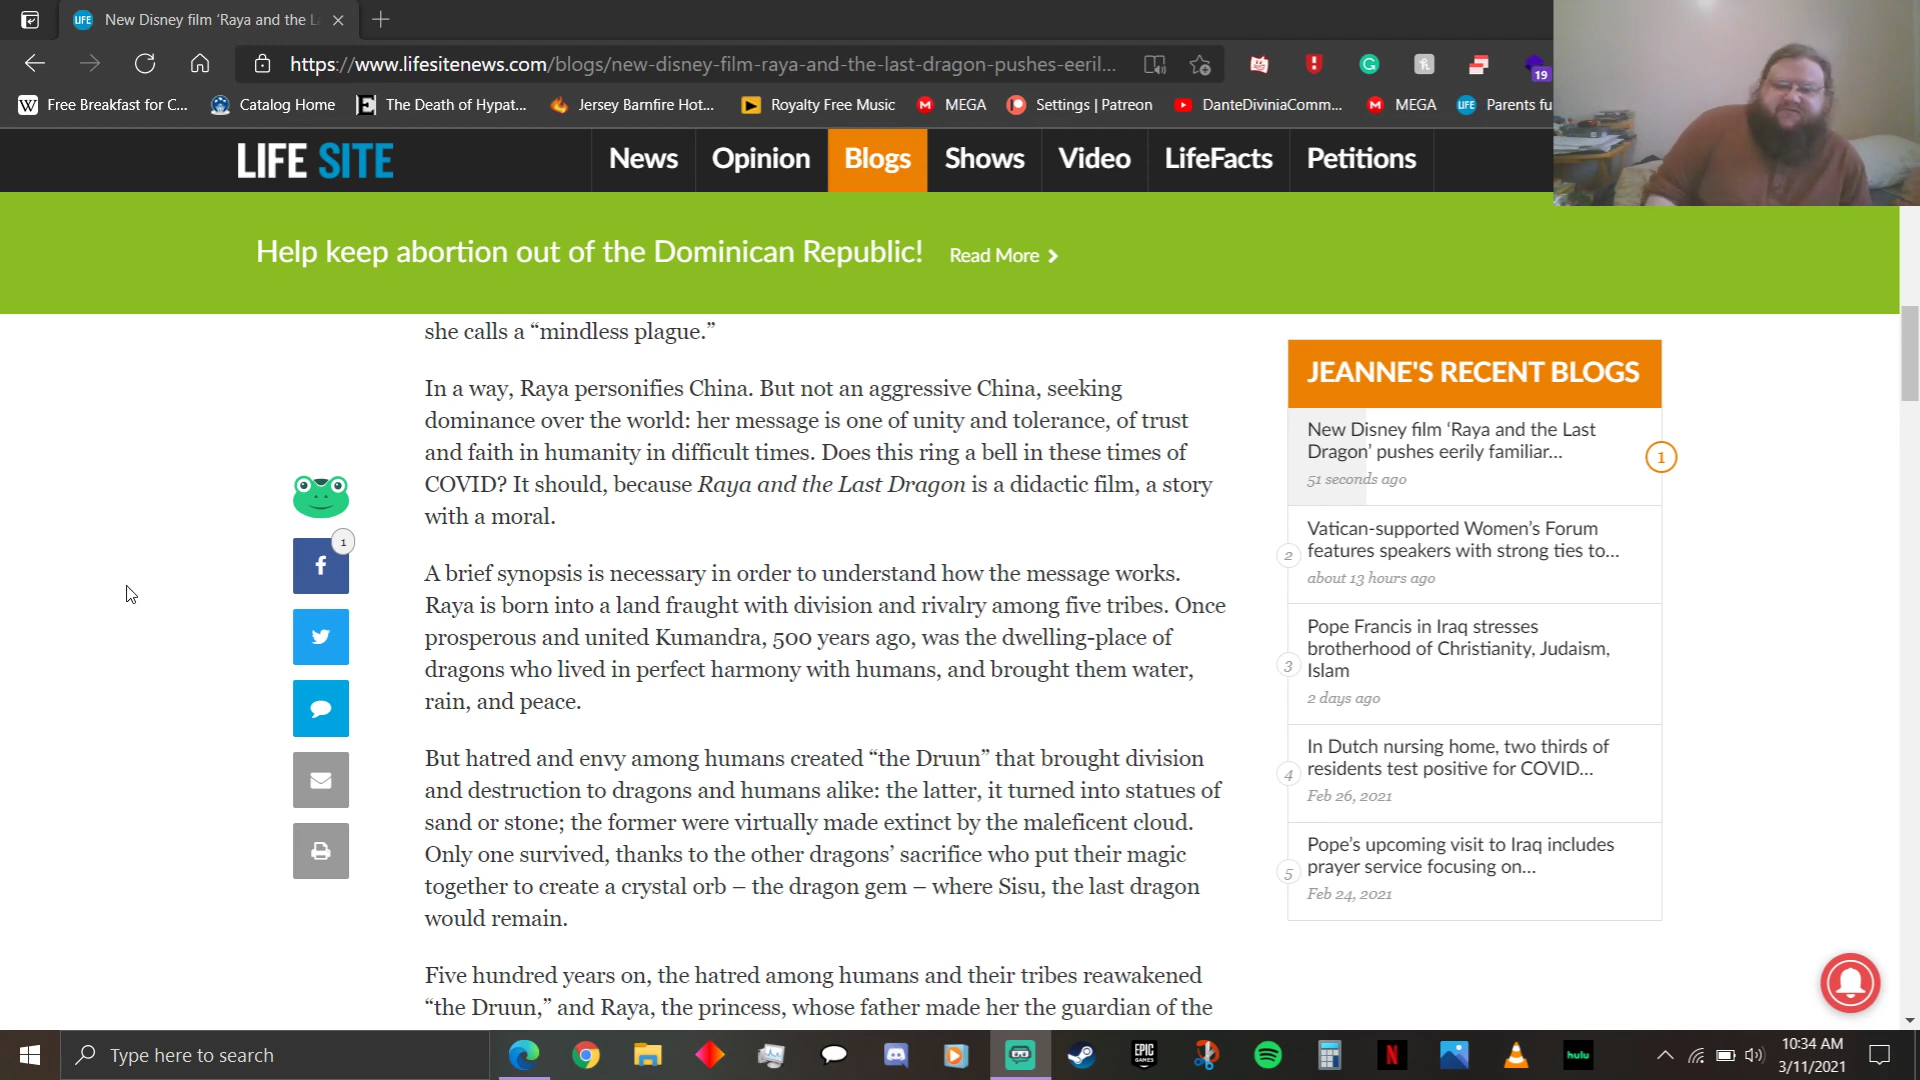 LIFE New Disney film ‘Raya and the L
https://www.lifesitenews.com/blogs/new-disney-film-raya-and-the-last-dragon-pushes-eeril...
19
W Free Breakfast for C... Catalog Home E The Death of Hypat... Jersey Barnfire Hot... Royalty Free Music M MEGA Settings | Patreon DanteDiviniaComm... M MEGA LIFE Parents fu
LIFE SITE News Opinion Blogs Shows Video LifeFacts Petitions
Help keep abortion out of the Dominican Republic! Read More
she calls a “mindless plague.”
In a way, Raya personifies China. But not an aggressive China, seeking
dominance over the world: her message is one of unity and tolerance, of trust
and faith in humanity in difficult times. Does this ring a bell in these times of
COVID? It should, because Raya and the Last Dragon is a didactic film, a story
with a moral.
A brief synopsis is necessary in order to understand how the message works.
Raya is born into a land fraught with division and rivalry among five tribes. Once
prosperous and united Kumandra, 500 years ago, was the dwelling-place of
dragons who lived in perfect harmony with humans, and brought them water,
rain, and peace.
But hatred and envy among humans created “the Druun” that brought division
and destruction to dragons and humans alike: the latter, it turned into statues of
sand or stone; the former were virtually made extinct by the maleficent cloud.
Only one survived, thanks to the other dragons’ sacrifice who put their magic
together to create a crystal orb – the dragon gem – where Sisu, the last dragon
would remain.
Five hundred years on, the hatred among humans and their tribes reawakened
“the Druun,” and Raya, the princess, whose father made her the guardian of the
1
f
JEANNE'S RECENT BLOGS
New Disney film ‘Raya and the Last
Dragon’ pushes eerily familiar...
51 seconds ago
1
Vatican-supported Women’s Forum
2 features speakers with strong ties to...
about 13 hours ago
Pope Francis in Iraq stresses
3 brotherhood of Christianity, Judaism,
Islam
2 days ago
In Dutch nursing home, two thirds of
4 residents test positive for COVID...
Feb 26, 2021
Pope's upcoming visit to Iraq includes
5 prayer service focusing on...
Feb 24, 2021
Type here to search
EPIC GAMES
N
hulu
10:34 AM
3/11/2021